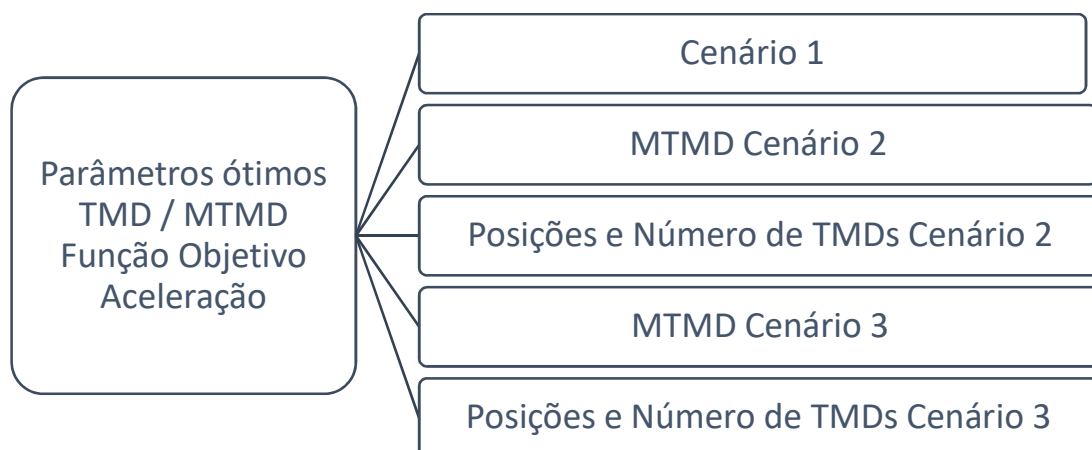 Parâmetros ótimos
TMD / MTMD
Função Objetivo
Aceleração
Cenário 1
MTMD Cenário 2
Posições e Número de TMDs Cenário 2
MTMD Cenário 3
Posições e Número de TMDs Cenário 3